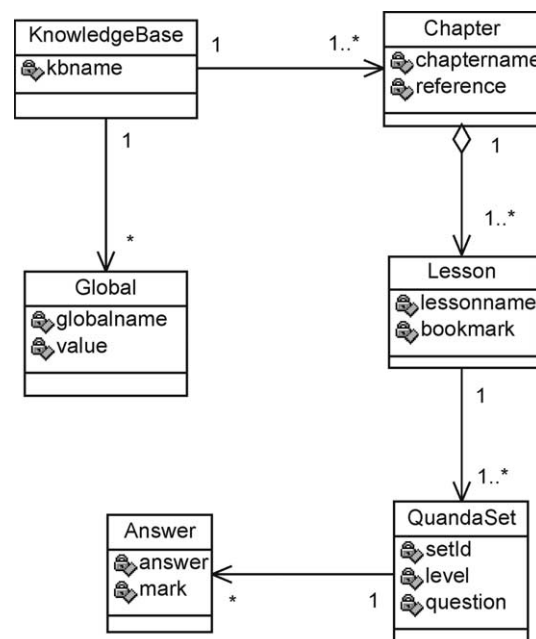 KnowledgeBase
kbname
1
1..*
Chapter
chaptername
reference
1
1
*
1..*
Global
globalname
value
Lesson
lessonname
bookmark
1
1..*
Answer
answer
mark
*
1
QuandaSet
setId
level
question